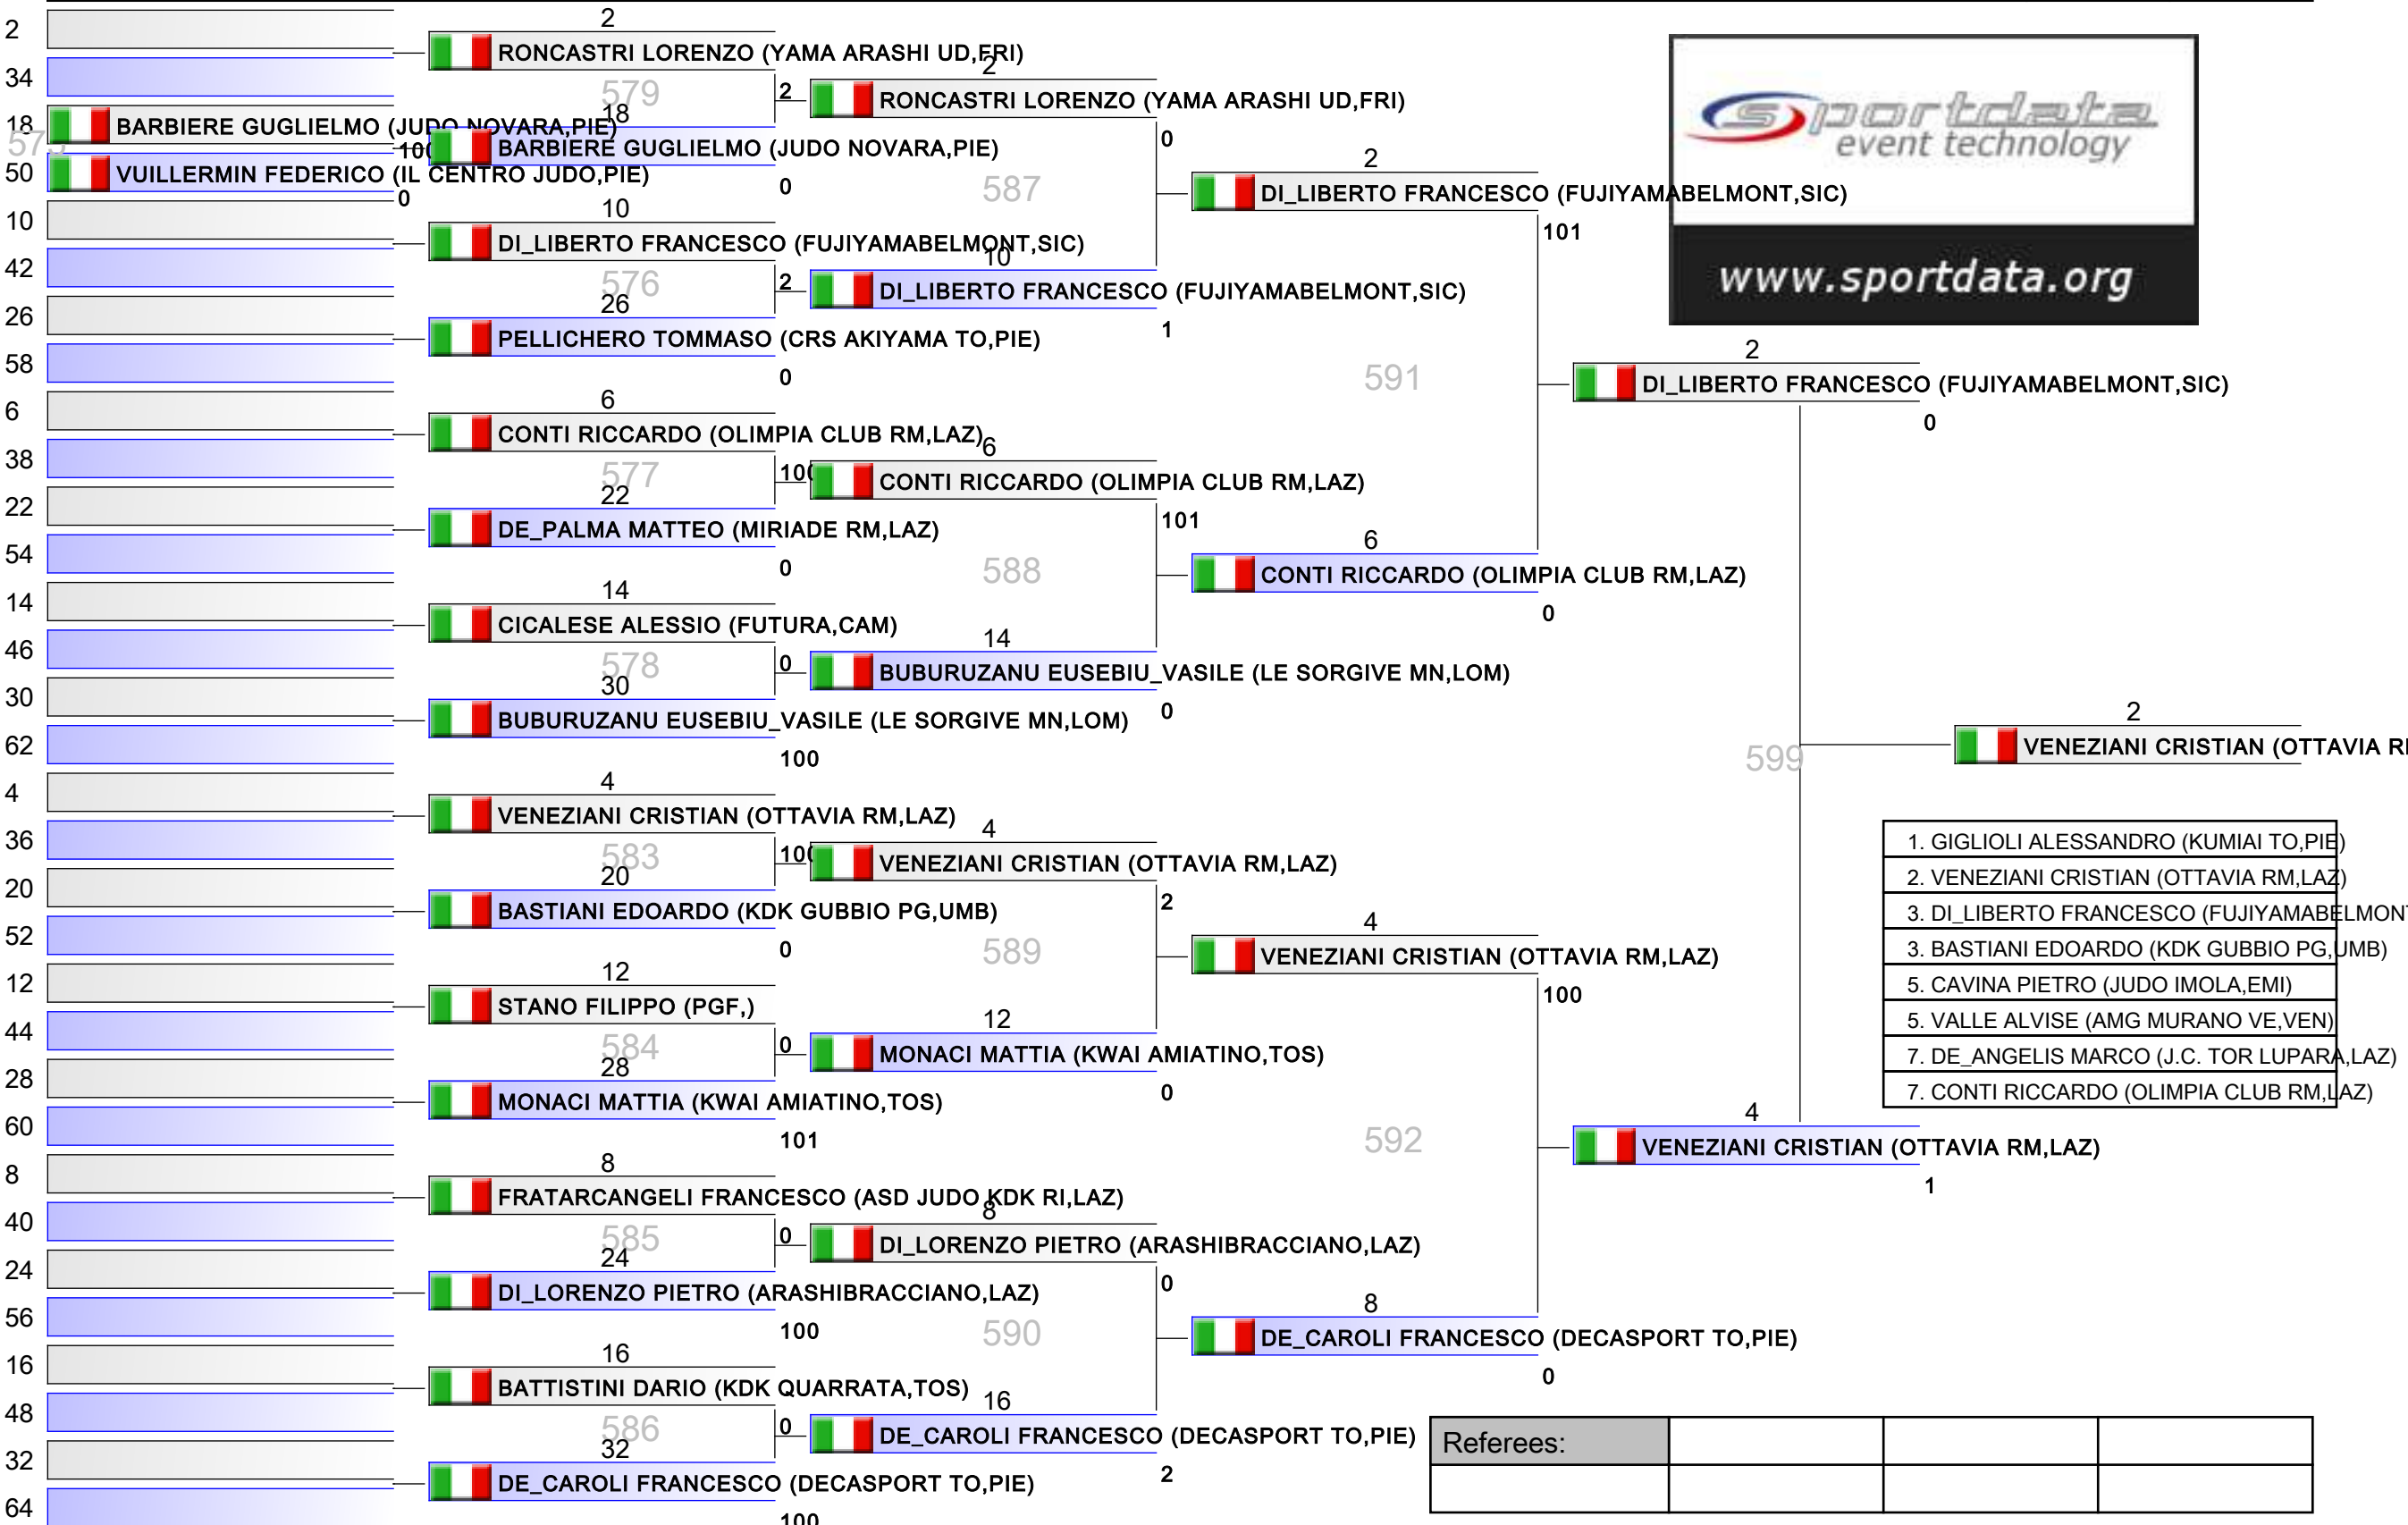 2
34
18
50
10
42
26
58
6
38
22
54
14
46
30
62
4
36
20
52
12
44
28
60
8
40
24
56
16
48
32
64
BARBIERE GUGLIELMO (JUDO NOVARA,PIE)
100
VUILLERMIN FEDERICO (IL CENTRO JUDO,PIE)
0
2
RONCASTRI LORENZO (YAMA ARASHI UD,FRI)
2
579
18
BARBIERE GUGLIELMO (JUDO NOVARA,PIE)
0
10
DI_LIBERTO FRANCESCO (FUJIYAMABELMONT,SIC)
2
576
26
PELLICHERO TOMMASO (CRS AKIYAMA TO,PIE)
0
6
CONTI RICCARDO (OLIMPIA CLUB RM,LAZ)
100
577
22
DE_PALMA MATTEO (MIRIADE RM,LAZ)
0
14
CICALESE ALESSIO (FUTURA,CAM)
0
578
30
BUBURUZANU EUSEBIU_VASILE (LE SORGIVE MN,LOM)
100
4
VENEZIANI CRISTIAN (OTTAVIA RM,LAZ)
100
583
20
BASTIANI EDOARDO (KDK GUBBIO PG,UMB)
0
12
STANO FILIPPO (PGF,)
0
584
28
MONACI MATTIA (KWAI AMIATINO,TOS)
101
8
FRATARCANGELI FRANCESCO (ASD JUDO KDK RI,LAZ)
0
585
24
DI_LORENZO PIETRO (ARASHIBRACCIANO,LAZ)
100
16
BATTISTINI DARIO (KDK QUARRATA,TOS)
0
586
32
DE_CAROLI FRANCESCO (DECASPORT TO,PIE)
100
2
RONCASTRI LORENZO (YAMA ARASHI UD,FRI)
0
587
10
DI_LIBERTO FRANCESCO (FUJIYAMABELMONT,SIC)
1
6
CONTI RICCARDO (OLIMPIA CLUB RM,LAZ)
101
588
14
BUBURUZANU EUSEBIU_VASILE (LE SORGIVE MN,LOM)
0
4
VENEZIANI CRISTIAN (OTTAVIA RM,LAZ)
2
589
12
MONACI MATTIA (KWAI AMIATINO,TOS)
0
8
DI_LORENZO PIETRO (ARASHIBRACCIANO,LAZ)
0
590
16
DE_CAROLI FRANCESCO (DECASPORT TO,PIE)
2
2
DI_LIBERTO FRANCESCO (FUJIYAMABELMONT,SIC)
101
591
6
CONTI RICCARDO (OLIMPIA CLUB RM,LAZ)
0
4
VENEZIANI CRISTIAN (OTTAVIA RM,LAZ)
100
592
8
DE_CAROLI FRANCESCO (DECASPORT TO,PIE)
0
sportdata
event technology
www.sportdata.org
2
DI_LIBERTO FRANCESCO (FUJIYAMABELMONT,SIC)
0
599
4
VENEZIANI CRISTIAN (OTTAVIA RM,LAZ)
1
2
VENEZIANI CRISTIAN (OTTAVIA
1. GIGLIOLI ALESSANDRO (KUMIAI TO,PIE)
2. VENEZIANI CRISTIAN (OTTAVIA RM,LAZ)
3. DI_LIBERTO FRANCESCO (FUJIYAMABELMONT
3. BASTIANI EDOARDO (KDK GUBBIO PG,UMB)
5. CAVINA PIETRO (JUDO IMOLA,EMI)
5. VALLE ALVISE (AMG MURANO VE,VEN)
7. DE_ANGELIS MARCO (J.C. TOR LUPARA,LAZ)
7. CONTI RICCARDO (OLIMPIA CLUB RM,LAZ)
Referees: